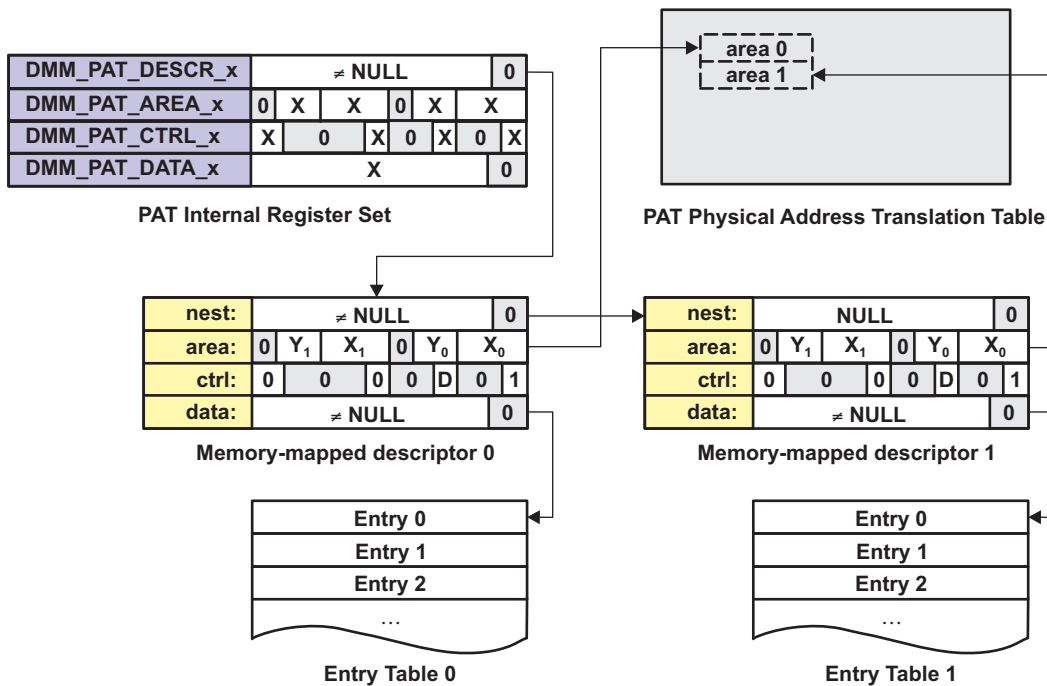 DMM_PAT_DESCR_x ≠ NULL 0
DMM_PAT_AREA_x 0 X X 0 X X
DMM_PAT_CTRL_x X 0 X 0 X 0 X
DMM_PAT_DATA_x X 0
PAT Internal Register Set
area 0
area 1
PAT Physical Address Translation Table
nest: ≠ NULL 0
area: 0 Y1 X1 0 Y0 X0
ctrl: 0 0 0 0 D 0 1
data: ≠ NULL 0
Memory-mapped descriptor 0
nest: NULL 0
area: 0 Y1 X1 0 Y0 X0
ctrl: 0 0 0 0 D 0 1
data: ≠ NULL 0
Memory-mapped descriptor 1
Entry 0
Entry 1
Entry 2
...
Entry Table 0
Entry 0
Entry 1
Entry 2
...
Entry Table 1